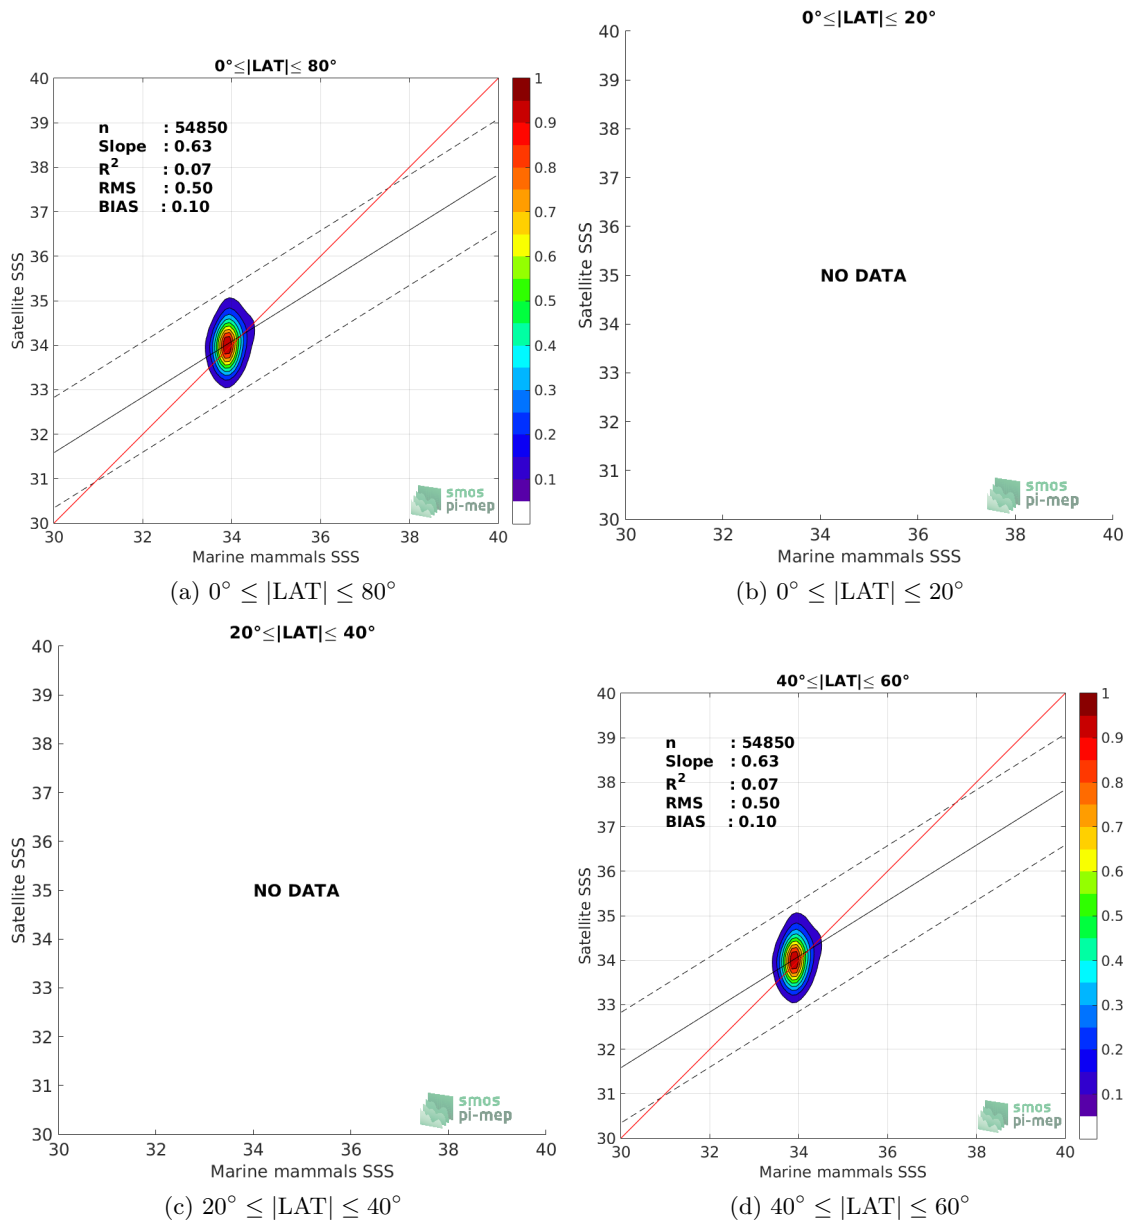 0°≤|LAT|≤ 80°
40
39
38
37
36
35
34
33
32
31
30
Satellite SSS
n : 54850
Slope : 0.63
R² : 0.07
RMS : 0.50
BIAS : 0.10
smos
pi-mep
30 32 34 36 38 40
Marine mammals SSS
1
0.9
0.8
0.7
0.6
0.5
0.4
0.3
0.2
0.1
(a) 0° ≤ |LAT| ≤ 80°
0°≤|LAT|≤ 20°
40
39
38
37
36
35
34
33
32
31
30
Satellite SSS
NO DATA
smos
pi-mep
30 32 34 36 38 40
Marine mammals SSS
(b) 0° ≤ |LAT| ≤ 20°
20°≤|LAT|≤ 40°
40
39
38
37
36
35
34
33
32
31
30
Satellite SSS
NO DATA
smos
pi-mep
30 32 34 36 38 40
Marine mammals SSS
(c) 20° ≤ |LAT| ≤ 40°
40°≤|LAT|≤ 60°
40
39
38
37
36
35
34
33
32
31
30
Satellite SSS
n : 54850
Slope : 0.63
R² : 0.07
RMS : 0.50
BIAS : 0.10
smos
pi-mep
30 32 34 36 38 40
Marine mammals SSS
1
0.9
0.8
0.7
0.6
0.5
0.4
0.3
0.2
0.1
(d) 40° ≤ |LAT| ≤ 60°